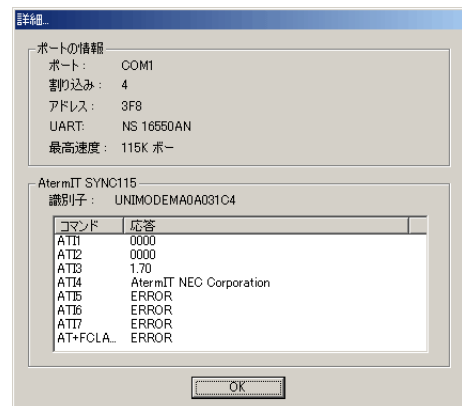 詳細...
ポートの情報
ポート： COM1
割り込み： 4
アドレス： 3F8
UART: NS 16550AN
最高速度： 115K ボー
AtermIT SYNC115
識別子： UNIMODEMA0A031C4
コマンド 応答
ATI1 0000
ATI2 0000
ATI3 1.70
ATI4 AtermIT NEC Corporation
ATI5 ERROR
ATI6 ERROR
ATI7 ERROR
AT+FCLA... ERROR
OK